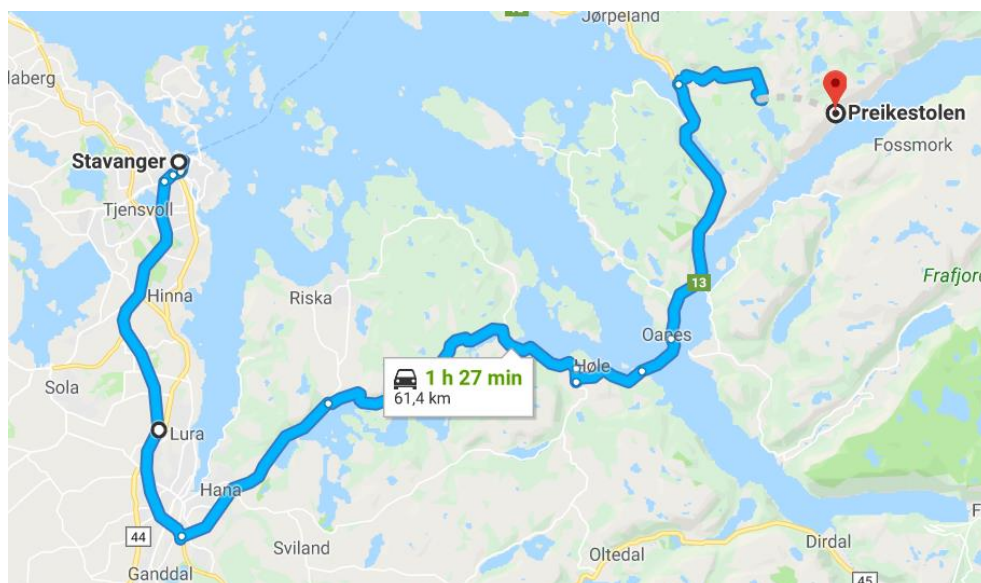 Jørpeland
laberg
Preikestolen
Stavanger
Fossmork
Tjensvoll
Frafjord
13
Hinna
Riska
Oanes
Høle
1 h 27 min
61,4 km
Sola
Lura
Hana
44
Sviland
Oltedal
Dirdal
F
Ganddal
45